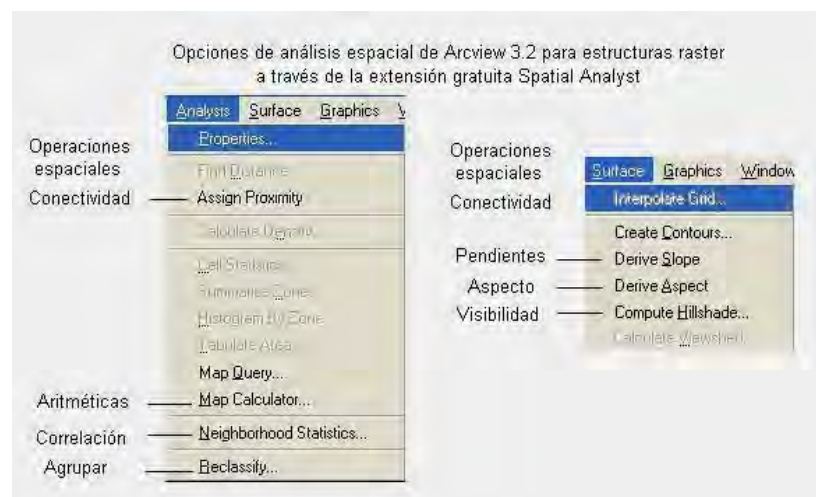 Opciones de análisis espacial de Arcview 3.2 para estructuras raster
a través de la extensión gratuita Spatial Analyst
Analysis Surface Graphics
Operaciones
espaciales
Conectividad
Properties...
Find Distance
Assign Proximity
Calculate Density...
Cell Statistics...
Summarize Zones...
Histogram By Zone
Tabulate Areas
Map Query...
Aritméticas
Map Calculator...
Correlación
Neighborhood Statistics...
Agrupar
Reclassify...
Operaciones
espaciales
Conectividad
Surface Graphics Window
Interpolate Grid...
Create Contours...
Pendientes
Derive Slope
Aspecto
Derive Aspect
Visibilidad
Compute Hillshade...
Calculate Viewshed